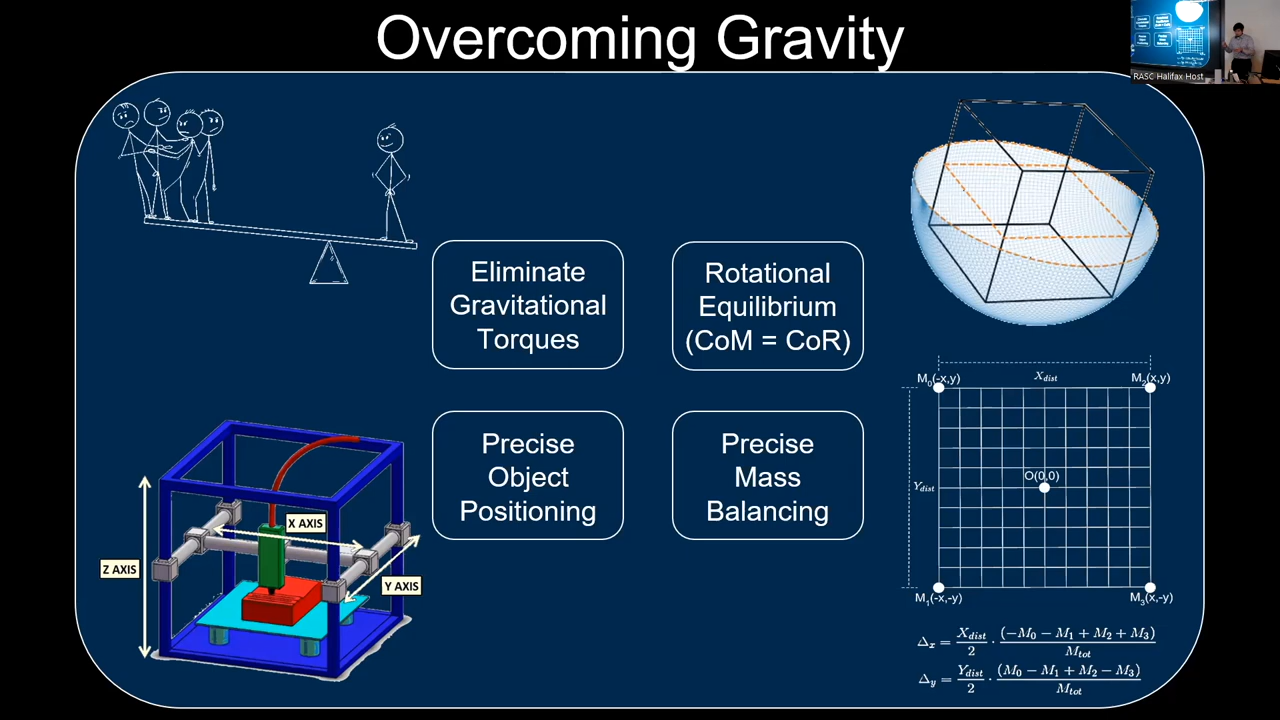 Overcoming Gravity
RASC Halifax Host
Eliminate
Gravitational
Torques
Rotational
Equilibrium
(CoM = CoR)
Precise
Object
Positioning
Precise
Mass
Balancing
X AXIS
Y AXIS
Z AXIS
M₀(-x,y)
X_dist
M₂(x,y)
Y_dist
O(0,0)
M₁(-x,-y)
M₃(x,-y)
Δₓ = X_dist/2 · (-M₀ - M₁ + M₂ + M₃)/M_tot
Δᵧ = Y_dist/2 · (M₀ - M₁ + M₂ - M₃)/M_tot